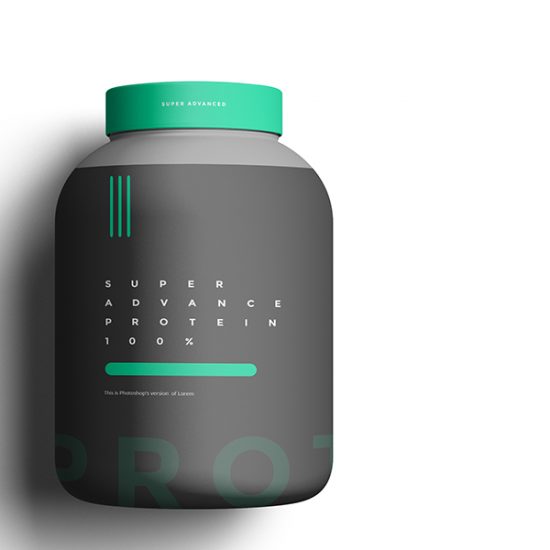 SUPER ADVANCED
SUPER
ADVANCE
PROTEIN
100%
This is Photoshop's version of Lorem
PROT